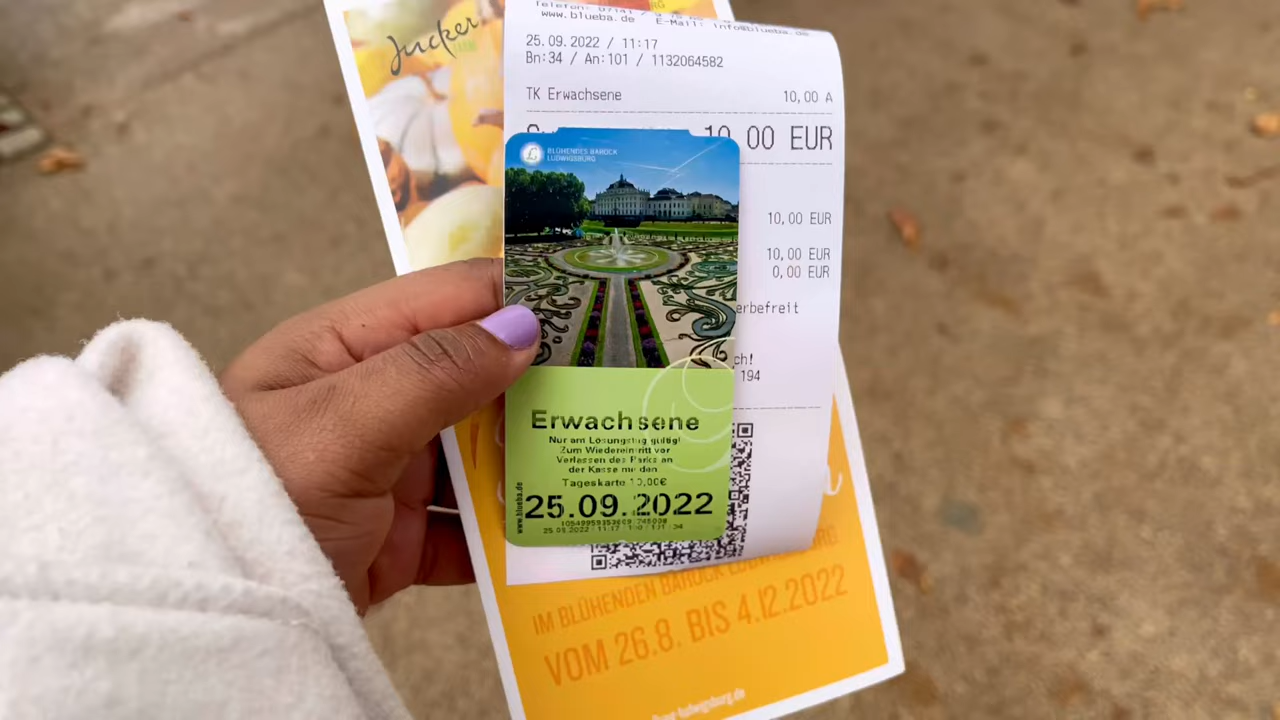 Jucker
www.blueba.de E-Mail: info@blueba.de
25.09.2022 / 11:17
Bn:34 / An:101 / 1132064582
TK Erwachsene 10,00 A
10,00 EUR
10,00 EUR
10,00 EUR
0,00 EUR
erbefreit
ch!
194
BLÜHENDES BAROCK
LUDWIGSBURG
Erwachsene
Nur am Lösungstag gültig!
Zum Wiedereintritt vor
Verlassen des Parks an
der Kasse melden
Tageskarte 10,00€
25.09.2022
www.blueba.de
IM BLÜHENDEN BAROCK LUDWIGSBURG
VOM 26.8. BIS 4.12.2022